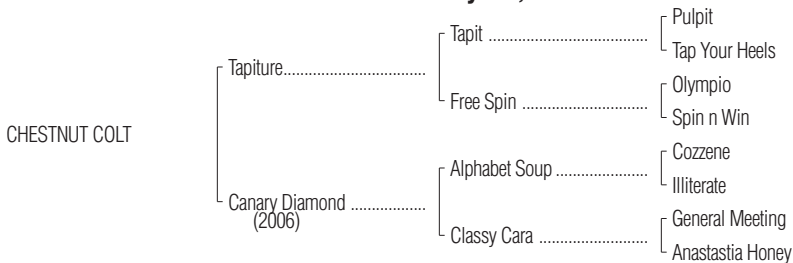 Pulpit
Tapit ....................................................
Tap Your Heels
Tapiture..............................................
Olympio
Free Spin .........................................
Spin n Win
CHESTNUT COLT
Cozzene
Alphabet Soup ..............................
Illiterate
Canary Diamond ........................
(2006)
General Meeting
Classy Cara ...................................
Anastastia Honey